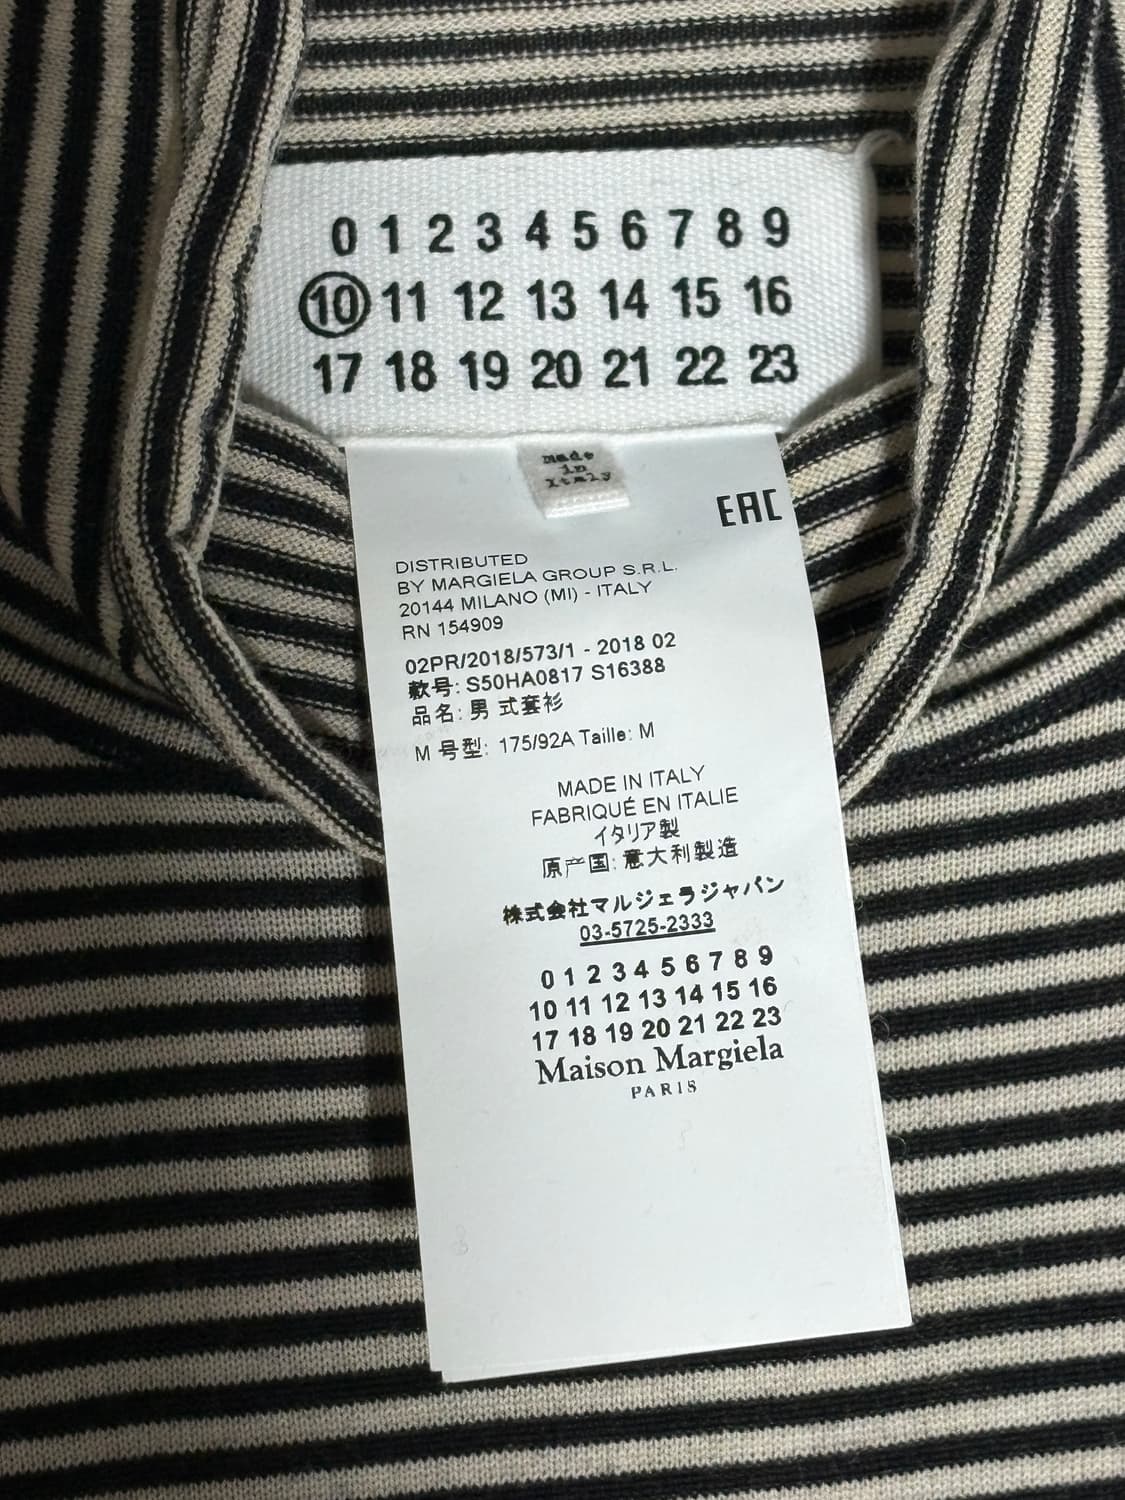 0 1 2 3 4 5 6 7 8 9
10 11 12 13 14 15 16
17 18 19 20 21 22 23
made
in
Italy
EAC
DISTRIBUTED
BY MARGIELA GROUP S.R.L.
20144 MILANO (MI) - ITALY
RN 154909
02PR/2018/573/1 - 2018 02
款号: S50HA0817 S16388
品名: 男 式套衫
M 号型: 175/92A Taille: M
MADE IN ITALY
FABRIQUÉ EN ITALIE
イタリア製
原产国: 意大利製造
株式会社マルジェラジャパン
03-5725-2333
0 1 2 3 4 5 6 7 8 9
10 11 12 13 14 15 16
17 18 19 20 21 22 23
Maison Margiela
PARIS